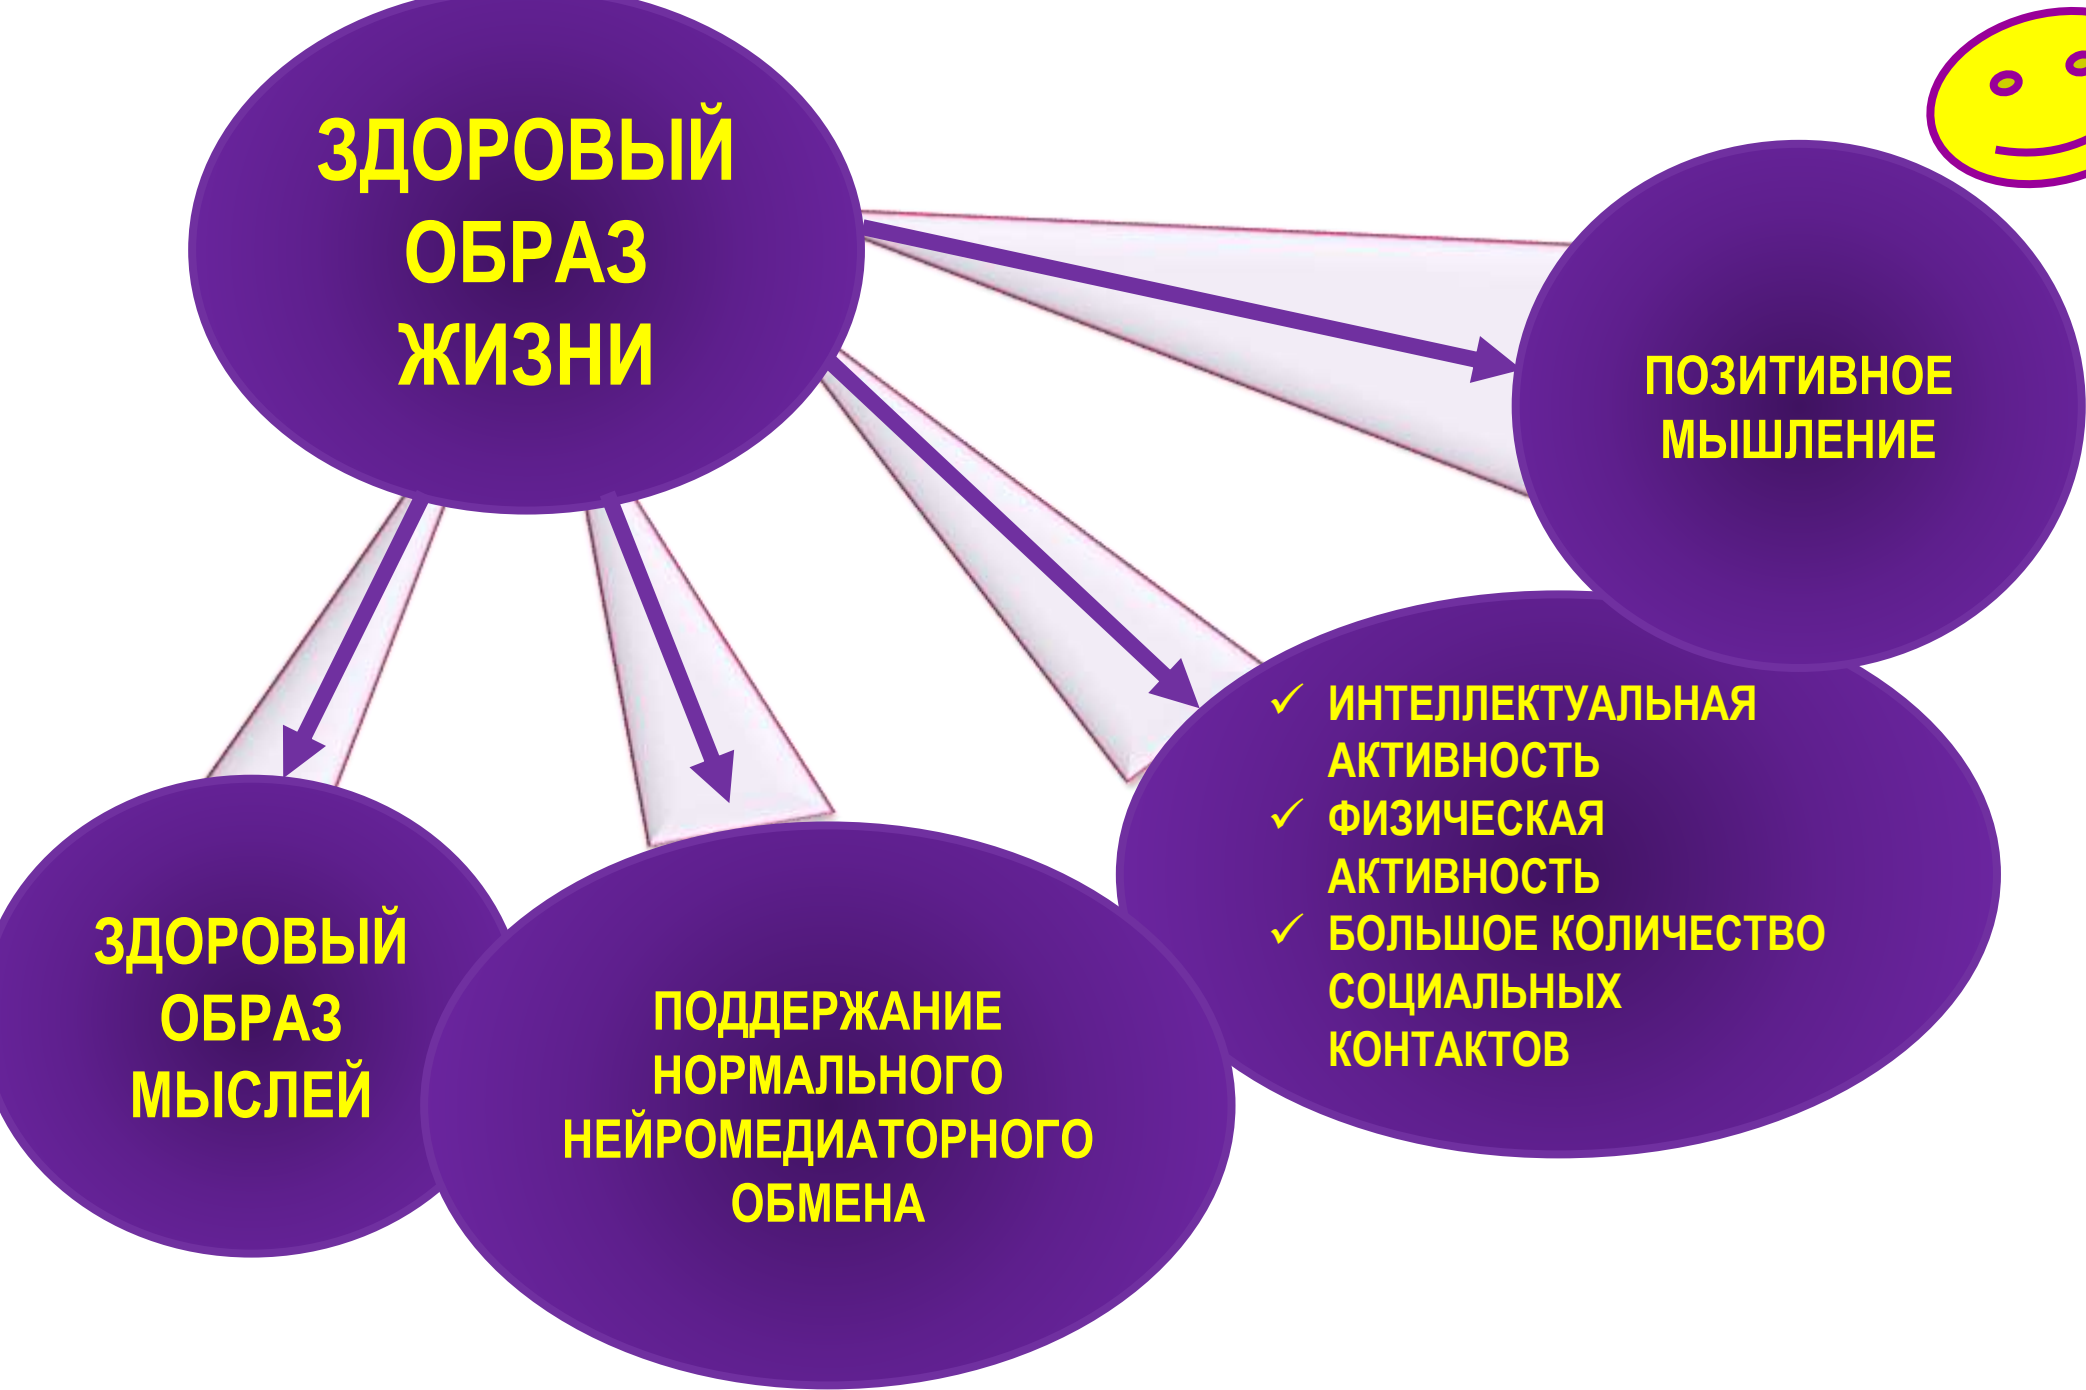 ЗДОРОВЫЙ
ОБРАЗ
ЖИЗНИ
ПОЗИТИВНОЕ
МЫШЛЕНИЕ
✓ ИНТЕЛЛЕКТУАЛЬНАЯ
АКТИВНОСТЬ
✓ ФИЗИЧЕСКАЯ
АКТИВНОСТЬ
✓ БОЛЬШОЕ КОЛИЧЕСТВО
СОЦИАЛЬНЫХ
КОНТАКТОВ
ЗДОРОВЫЙ
ОБРАЗ
МЫСЛЕЙ
ПОДДЕРЖАНИЕ
НОРМАЛЬНОГО
НЕЙРОМЕДИАТОРНОГО
ОБМЕНА